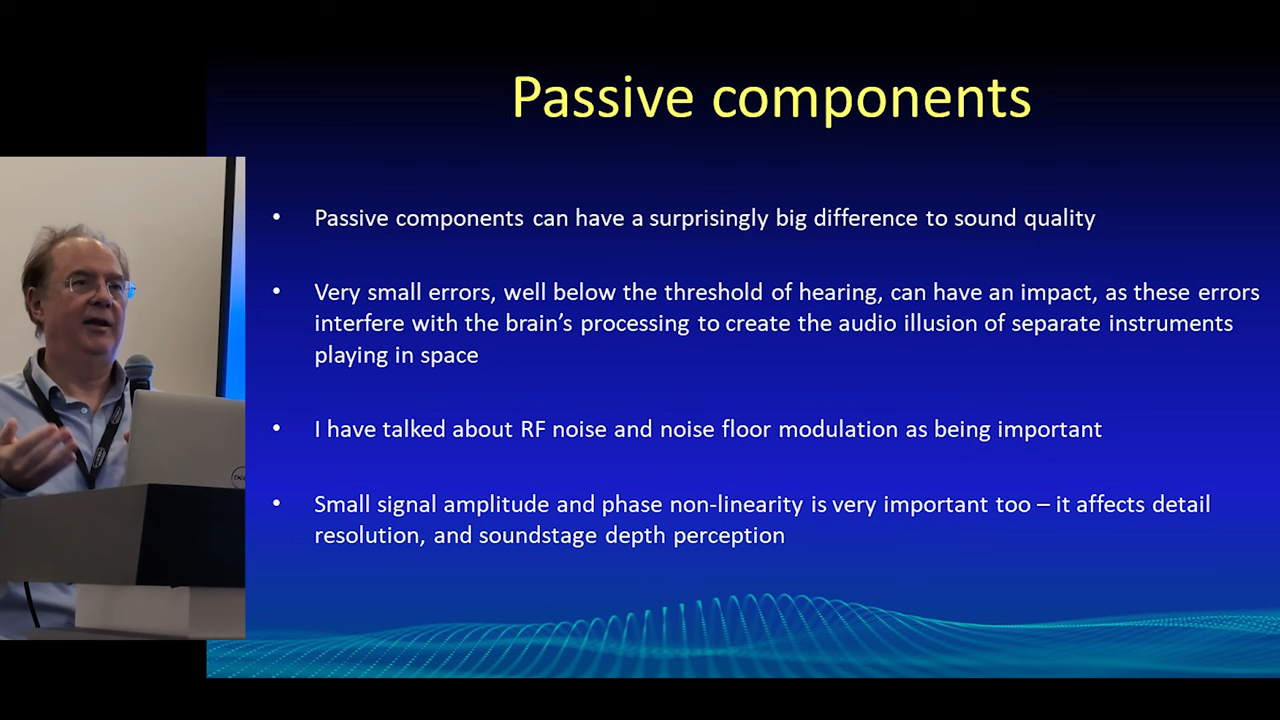 Passive components
• Passive components can have a surprisingly big difference to sound quality
• Very small errors, well below the threshold of hearing, can have an impact, as these errors
interfere with the brain’s processing to create the audio illusion of separate instruments
playing in space
• I have talked about RF noise and noise floor modulation as being important
• Small signal amplitude and phase non-linearity is very important too – it affects detail
resolution, and soundstage depth perception